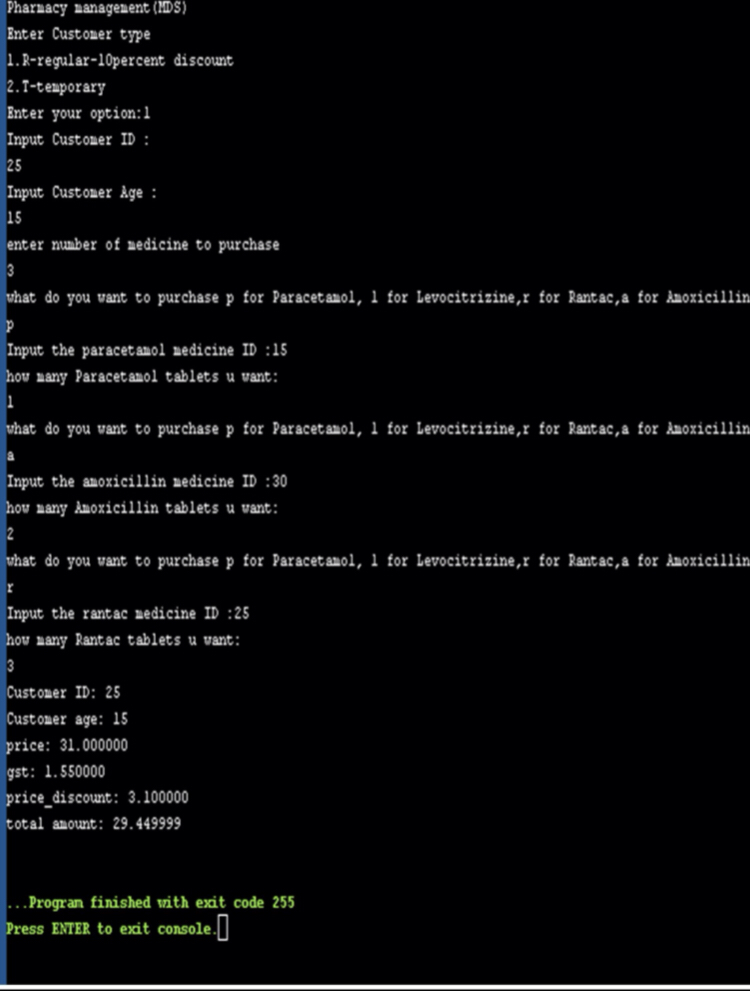 Pharmacy management(MDS)
Enter Customer type
1.R-regular-10percent discount
2.T-temporary
Enter your option:1
Input Customer ID :
25
Input Customer Age :
15
enter number of medicine to purchase
3
what do you want to purchase p for Paracetamol, l for Levocitrizine,r for Rantac,a for Amoxicillin
p
Input the paracetamol medicine ID :15
how many Paracetamol tablets u want:
1
what do you want to purchase p for Paracetamol, l for Levocitrizine,r for Rantac,a for Amoxicillin
a
Input the amoxicillin medicine ID :30
how many Amoxicillin tablets u want:
2
what do you want to purchase p for Paracetamol, l for Levocitrizine,r for Rantac,a for Amoxicillin
r
Input the rantac medicine ID :25
how many Rantac tablets u want:
3
Customer ID: 25
Customer age: 15
price: 31.000000
gst: 1.550000
price_discount: 3.100000
total amount: 29.449999
...Program finished with exit code 255
Press ENTER to exit console.